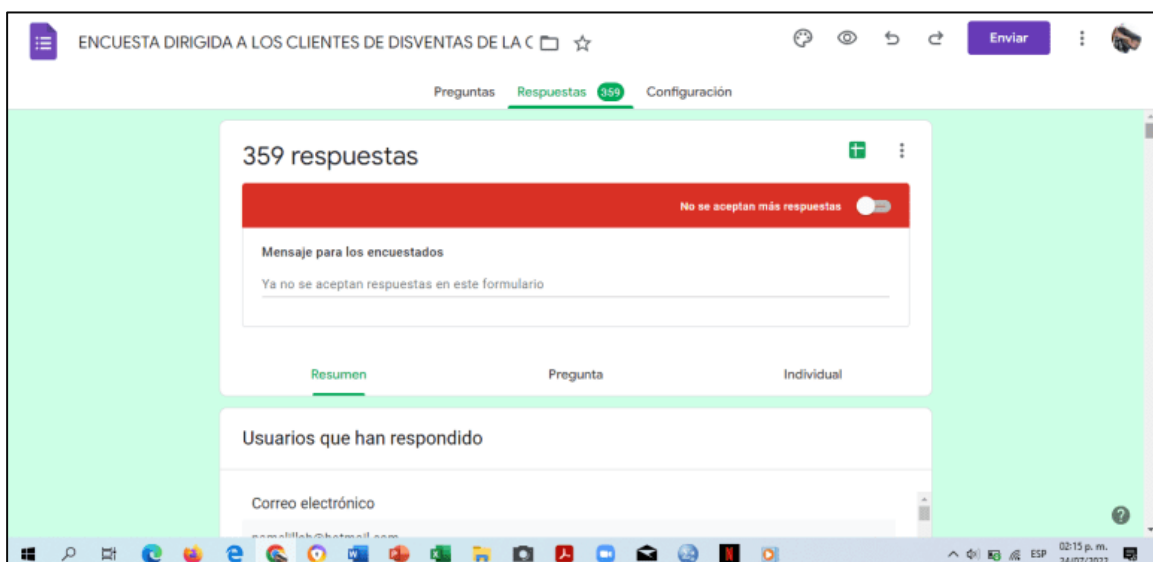 ENCUESTA DIRIGIDA A LOS CLIENTES DE DISVENTAS DE LA C
Enviar
Preguntas Respuestas 359 Configuración
359 respuestas
No se aceptan más respuestas
Mensaje para los encuestados
Ya no se aceptan respuestas en este formulario
Resumen Pregunta Individual
Usuarios que han respondido
Correo electrónico
ESP 02:15 p. m.